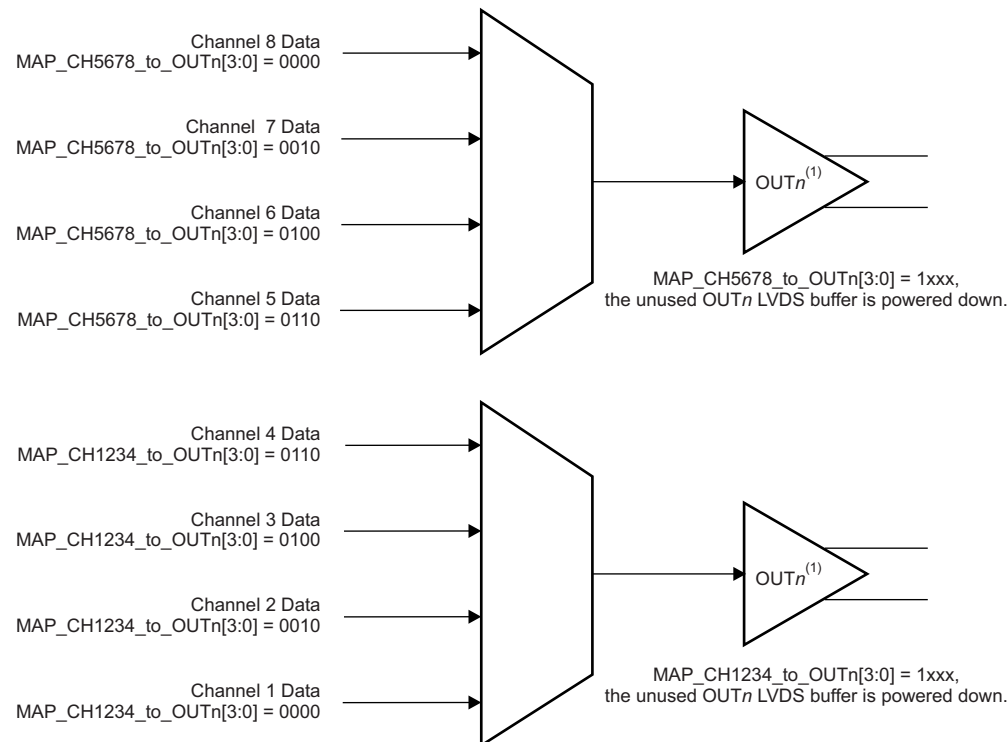 Channel 8 Data
MAP_CH5678_to_OUTn[3:0] = 0000
Channel 7 Data
MAP_CH5678_to_OUTn[3:0] = 0010
Channel 6 Data
MAP_CH5678_to_OUTn[3:0] = 0100
Channel 5 Data
MAP_CH5678_to_OUTn[3:0] = 0110
OUTn(1)
MAP_CH5678_to_OUTn[3:0] = 1xxx,
the unused OUTn LVDS buffer is powered down.
Channel 4 Data
MAP_CH1234_to_OUTn[3:0] = 0110
Channel 3 Data
MAP_CH1234_to_OUTn[3:0] = 0100
Channel 2 Data
MAP_CH1234_to_OUTn[3:0] = 0010
Channel 1 Data
MAP_CH1234_to_OUTn[3:0] = 0000
OUTn(1)
MAP_CH1234_to_OUTn[3:0] = 1xxx,
the unused OUTn LVDS buffer is powered down.